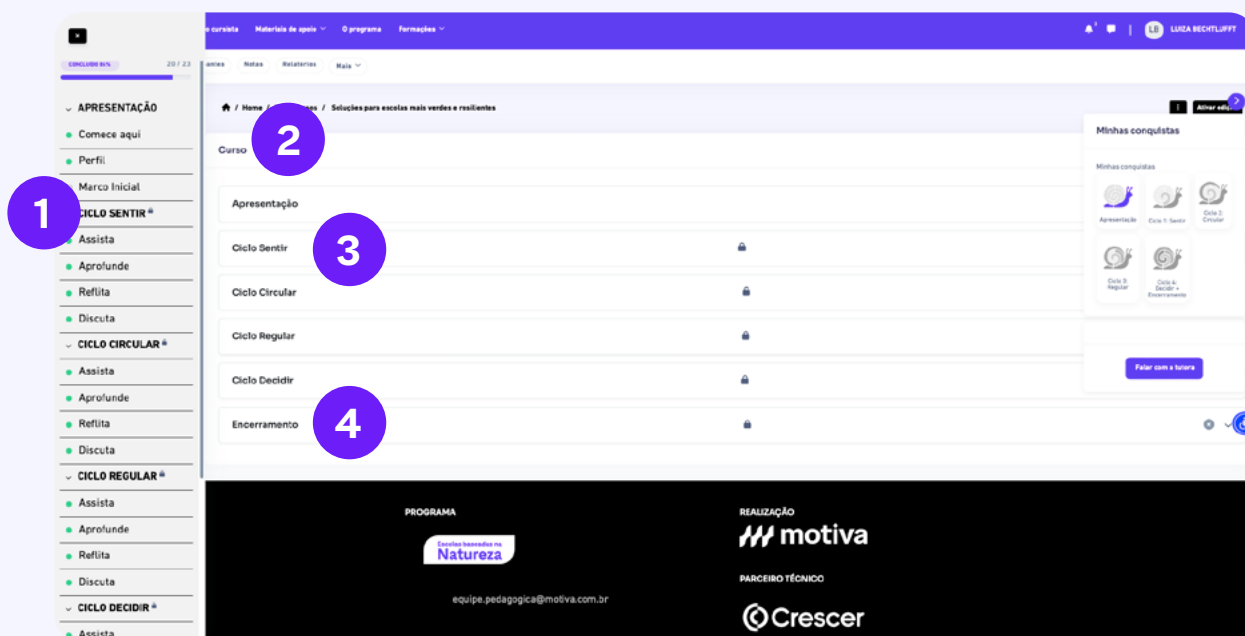 o cursista Materiais de apoio O programa Formações LB LUIZA BECHTLUFFT
CONCLUÍDO 86% 20 / 23
antes Notas Relatórios Mais
APRESENTAÇÃO
Comece aqui
Perfil
Marco Inicial
CICLO SENTIR
Assista
Aprofunde
Reflita
Discuta
CICLO CIRCULAR
Assista
Aprofunde
Reflita
Discuta
CICLO REGULAR
Assista
Aprofunde
Reflita
Discuta
CICLO DECIDIR
Assista
1
/ Home / / Soluções para escolas mais verdes e resilientes
Ativar
Curso
2
Apresentação
Ciclo Sentir
3
Ciclo Circular
Ciclo Regular
Ciclo Decidir
Encerramento
4
Minhas conquistas
Minhas conquistas
Apresentação
Ciclo 1: Sentir
Ciclo 2:
Circular
Ciclo 3:
Regular
Ciclo 4:
Decidir +
Encerramento
Falar com a tutora
PROGRAMA
Escolas baseadas na
Natureza
equipe.pedagogica@motiva.com.br
REALIZAÇÃO
motiva
PARCEIRO TÉCNICO
Crescer